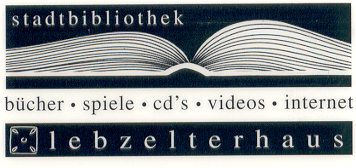 stadtbibliothek
bücher · spiele · cd's · videos · internet
lebzelterhaus